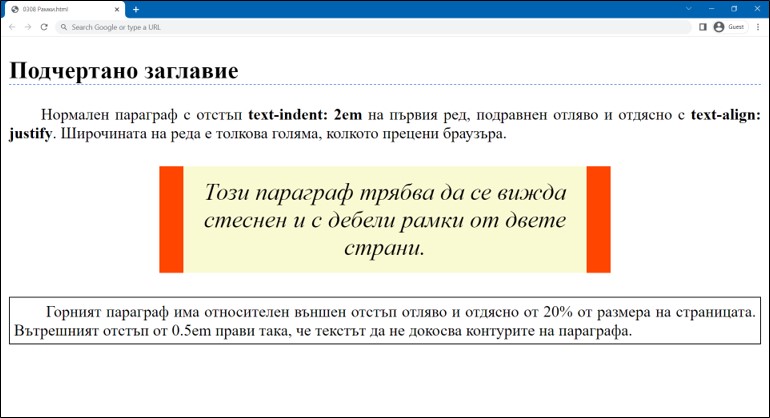 0308 Рамки.html
Search Google or type a URL
Guest
Подчертано заглавие
Нормален параграф с отстъп text-indent: 2em на първия ред, подравнен отляво и отдясно с text-align:
justify. Широчината на реда е толкова голяма, колкото прецени браузъра.
Този параграф трябва да се вижда
стеснен и с дебели рамки от двете
страни.
Горният параграф има относителен външен отстъп отляво и отдясно от 20% от размера на страницата.
Вътрешният отстъп от 0.5em прави така, че текстът да не докосва контурите на параграфа.